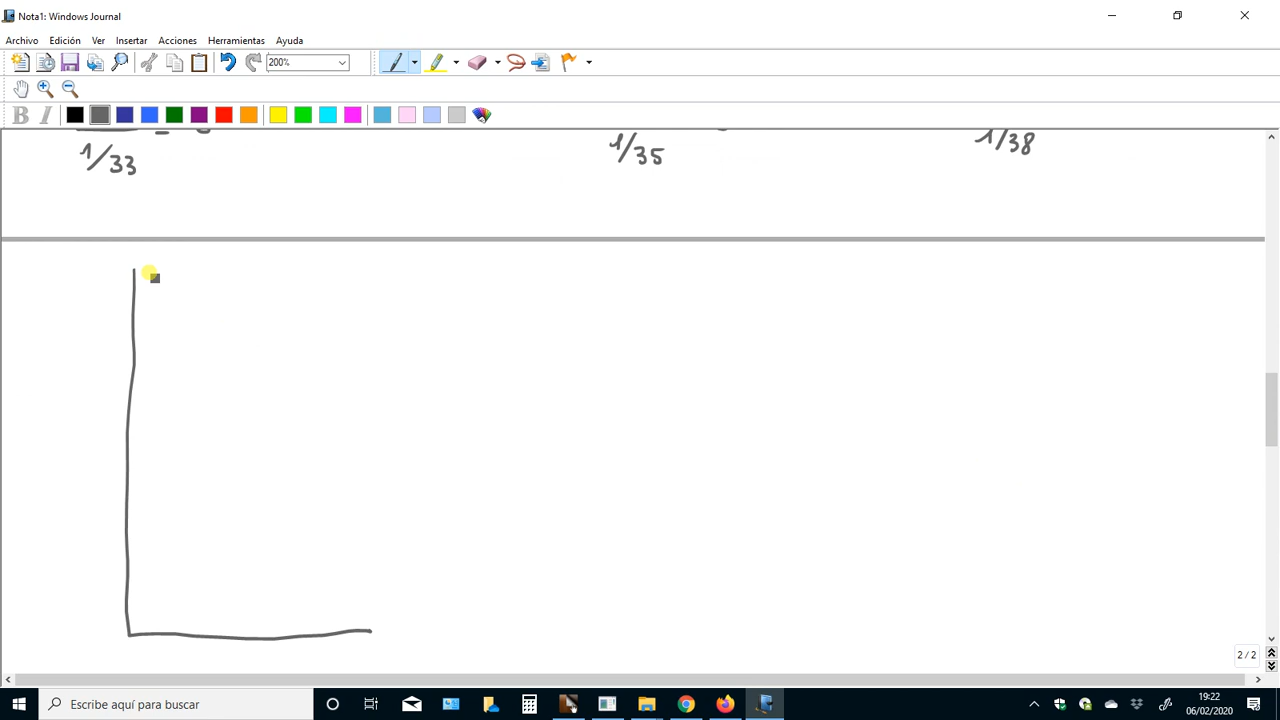 Nota1: Windows Journal
Archivo Edición Ver Insertar Acciones Herramientas Ayuda
200%
B I
1/33 1/35 1/38
2 / 2
Escribe aquí para buscar
19:22
06/02/2020